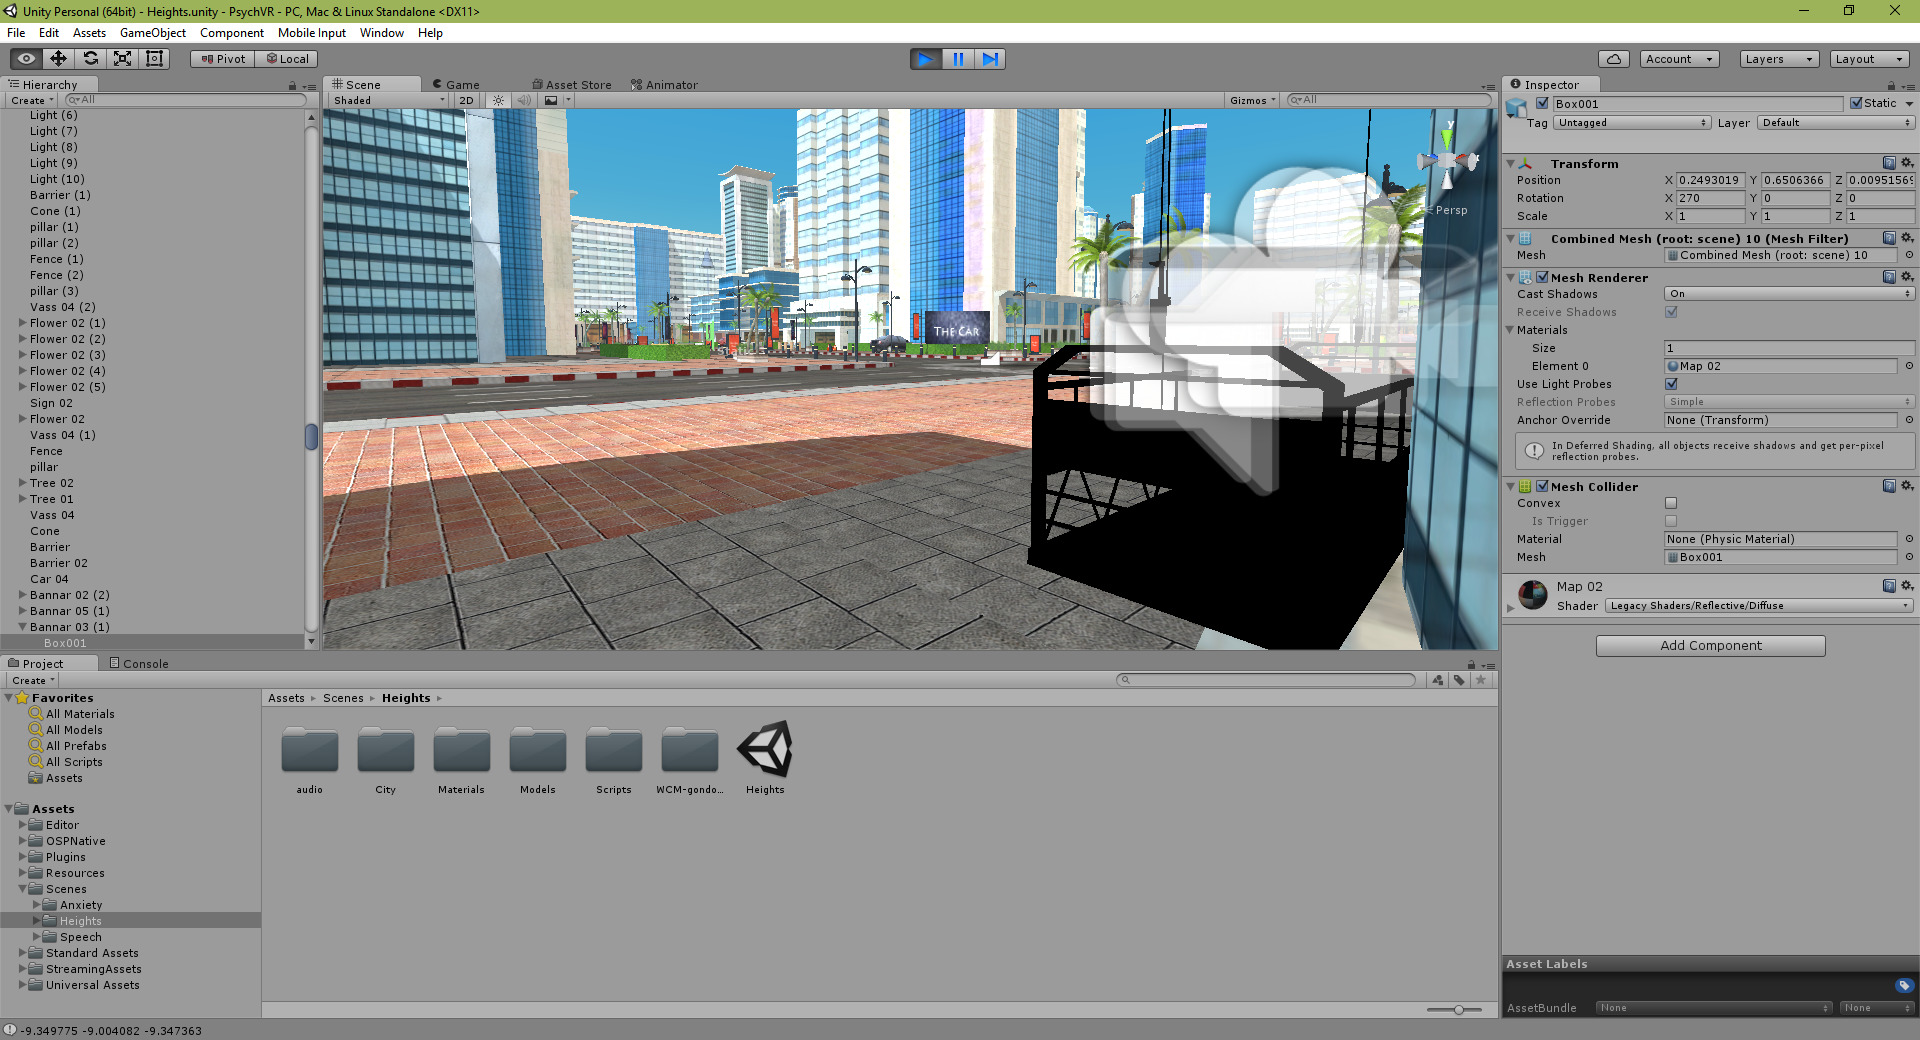 Unity Personal (64bit) - Heights.unity - PsychVR - PC, Mac & Linux Standalone <DX11>
File Edit Assets GameObject Component Mobile Input Window Help
Pivot Local Account Layers Layout
Hierarchy
Create All
Light (6)
Light (7)
Light (8)
Light (9)
Light (10)
Barrier (1)
Cone (1)
pillar (1)
pillar (2)
Fence (1)
Fence (2)
pillar (3)
Vass 04 (2)
Flower 02 (1)
Flower 02 (2)
Flower 02 (3)
Flower 02 (4)
Flower 02 (5)
Sign 02
Flower 02
Vass 04 (1)
Fence
pillar
Tree 02
Tree 01
Vass 04
Cone
Barrier
Barrier 02
Car 04
Bannar 02 (2)
Bannar 05 (1)
Bannar 03 (1)
Box001
Scene Game Asset Store Animator
Shaded 2D Gizmos All
y
x
Persp
THE CAR
Inspector
Box001 Static
Tag Untagged Layer Default
Transform
Position X 0.2493019 Y 0.6506366 Z 0.00951569
Rotation X 270 Y 0 Z 0
Scale X 1 Y 1 Z 1
Combined Mesh (root: scene) 10 (Mesh Filter)
Mesh Combined Mesh (root: scene) 10
Mesh Renderer
Cast Shadows On
Receive Shadows
Materials
Size 1
Element 0 Map 02
Use Light Probes
Reflection Probes Simple
Anchor Override None (Transform)
In Deferred Shading, all objects receive shadows and get per-pixel
reflection probes.
Mesh Collider
Convex
Is Trigger
Material None (Physic Material)
Mesh Box001
Map 02
Shader Legacy Shaders/Reflective/Diffuse
Add Component
Asset Labels
AssetBundle None None
Project Console
Create
Favorites
All Materials
All Models
All Prefabs
All Scripts
Assets
Assets
Editor
OSPNative
Plugins
Resources
Scenes
Anxiety
Heights
Speech
Standard Assets
StreamingAssets
Universal Assets
Assets Scenes Heights
audio City Materials Models Scripts WCM-gondo... Heights
-9.349775 -9.004082 -9.347363